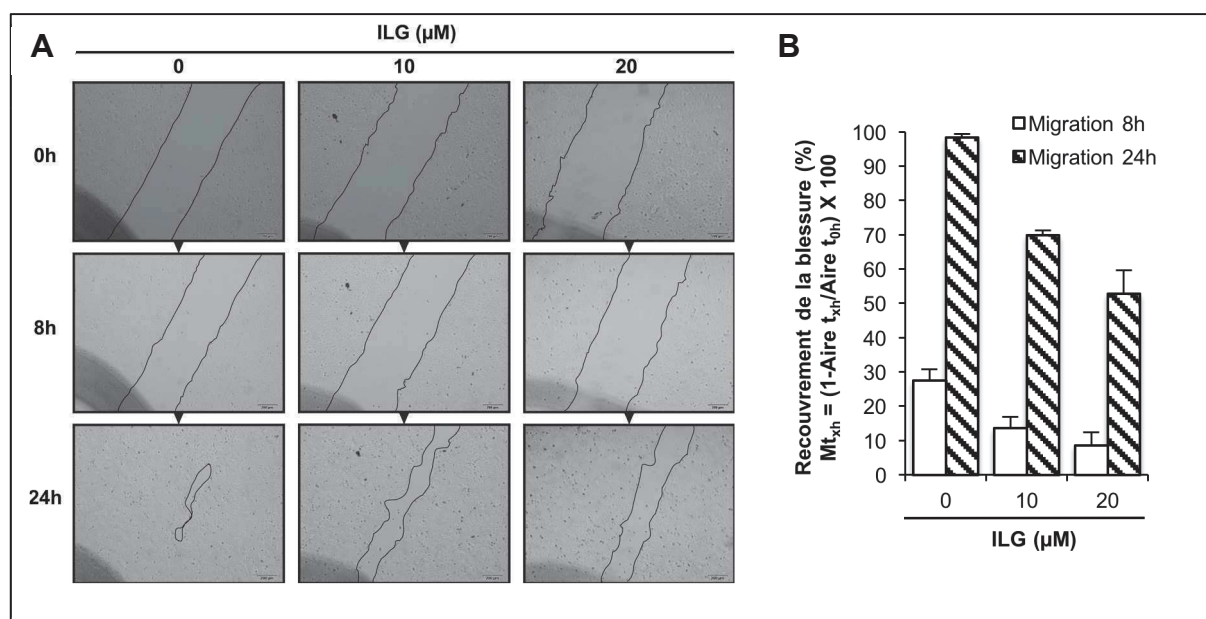 A
ILG (µM)
0 10 20
0h
8h
24h
B
Recouvrement de la blessure (%)
Mtxh = (1-Aire txh/Aire t0h) X 100
Migration 8h
Migration 24h
100
90
80
70
60
50
40
30
20
10
0
0 10 20
ILG (µM)